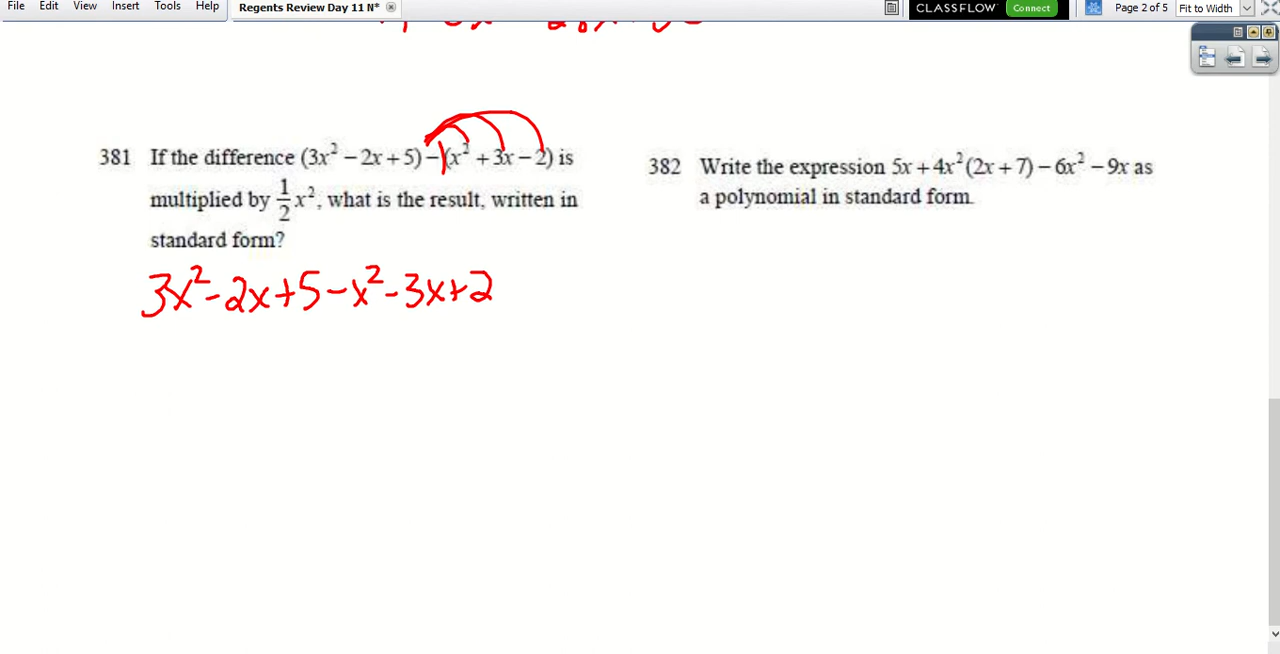 File Edit View Insert Tools Help
Regents Review Day 11 N*
CLASSFLOW Connect
Page 2 of 5 Fit to Width
381 If the difference (3x² − 2x + 5) − (x² + 3x − 2) is
multiplied by 1/2 x², what is the result, written in
standard form?
3x² - 2x + 5 - x² - 3x + 2
382 Write the expression 5x + 4x²(2x + 7) − 6x² − 9x as
a polynomial in standard form.